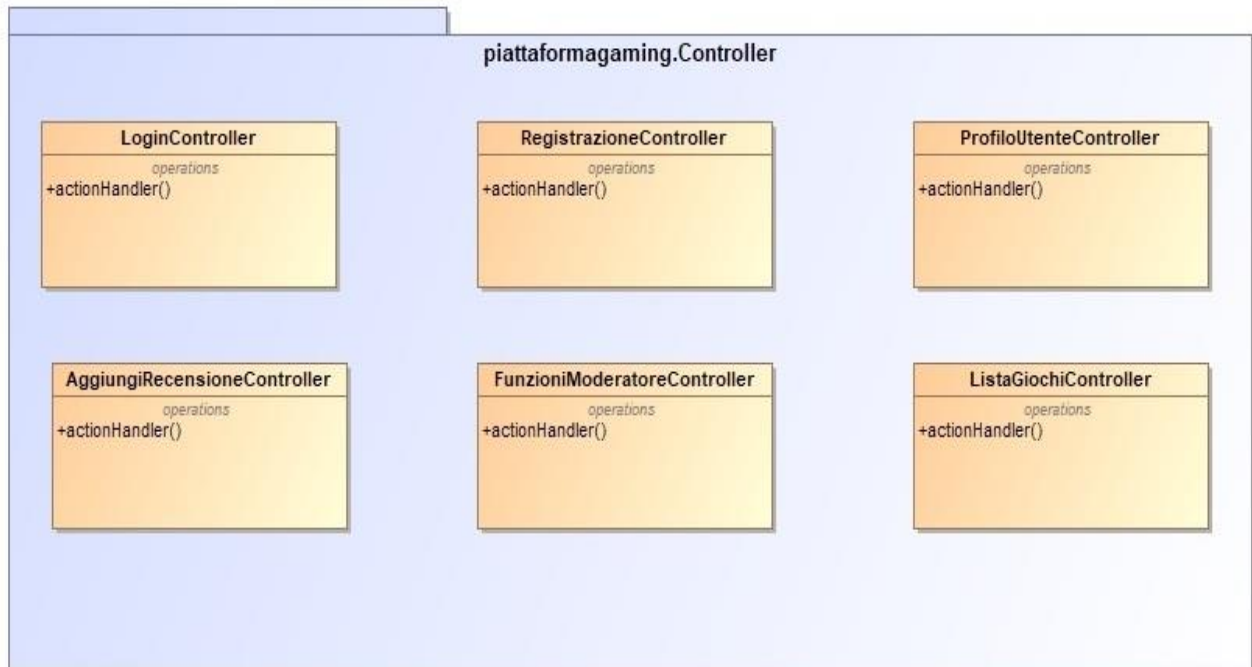 piattaformagaming.Controller
LoginController
operations
+actionHandler()
RegistrazioneController
operations
+actionHandler()
ProfiloUtenteController
operations
+actionHandler()
AggiungiRecensioneController
operations
+actionHandler()
FunzioniModeratoreController
operations
+actionHandler()
ListaGiochiController
operations
+actionHandler()